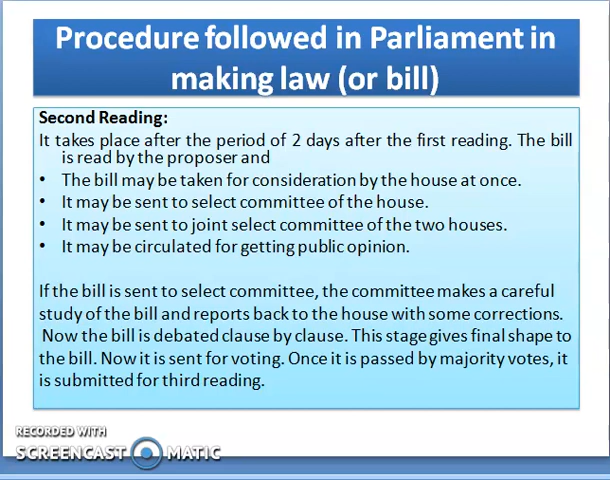 Procedure followed in Parliament in
making law (or bill)
Second Reading:
It takes place after the period of 2 days after the first reading. The bill
is read by the proposer and
• The bill may be taken for consideration by the house at once.
• It may be sent to select committee of the house.
• It may be sent to joint select committee of the two houses.
• It may be circulated for getting public opinion.
If the bill is sent to select committee, the committee makes a careful
study of the bill and reports back to the house with some corrections.
Now the bill is debated clause by clause. This stage gives final shape to
the bill. Now it is sent for voting. Once it is passed by majority votes, it
is submitted for third reading.
RECORDED WITH
SCREENCAST MATIC